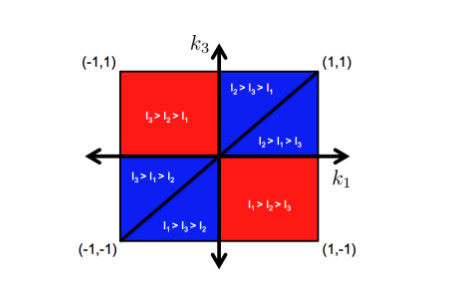 k₃
(-1,1) (1,1)
I₂ > I₃ > I₁
I₃ > I₂ > I₁
I₂ > I₁ > I₃
I₃ > I₁ > I₂
k₁
I₁ > I₂ > I₃
I₁ > I₃ > I₂
(-1,-1) (1,-1)